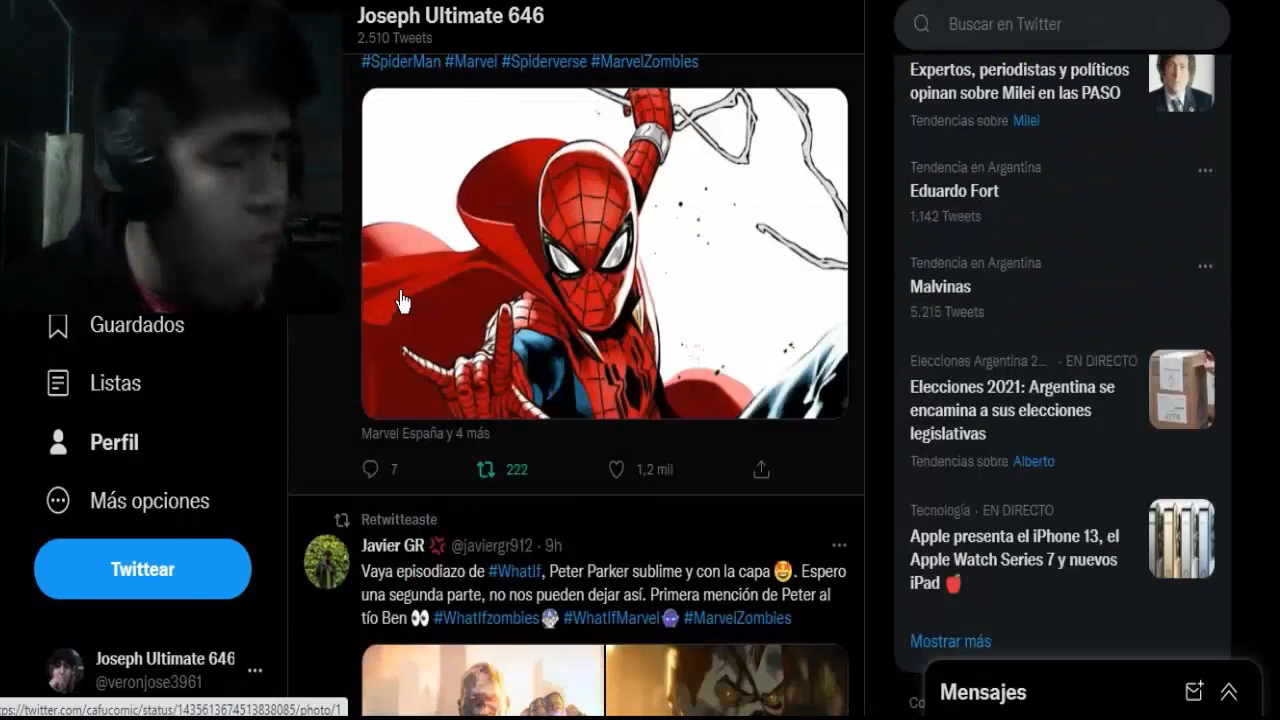 Joseph Ultimate 646
2.510 Tweets
#SpiderMan #Marvel #Spiderverse #MarvelZombies
Marvel España y 4 más
7
222
1,2 mil
Retwitteaste
Javier GR @javiergr912 · 9h
Vaya episodiazo de #WhatIf, Peter Parker sublime y con la capa 🤩. Espero
una segunda parte, no nos pueden dejar así. Primera mención de Peter al
tío Ben 👀 #WhatIfzombies #WhatIfMarvel #MarvelZombies
Guardados
Listas
Perfil
Más opciones
Twittear
Joseph Ultimate 646
@veronjose3961
ps://twitter.com/cafucomic/status/1435613674513838085/photo/1
Buscar en Twitter
Expertos, periodistas y políticos
opinan sobre Milei en las PASO
Tendencias sobre Milei
Tendencia en Argentina
Eduardo Fort
1.142 Tweets
Tendencia en Argentina
Malvinas
5.215 Tweets
Elecciones Argentina 2... · EN DIRECTO
Elecciones 2021: Argentina se
encamina a sus elecciones
legislativas
Tendencias sobre Alberto
Tecnología · EN DIRECTO
Apple presenta el iPhone 13, el
Apple Watch Series 7 y nuevos
iPad 🍎
Mostrar más
Co
Mensajes